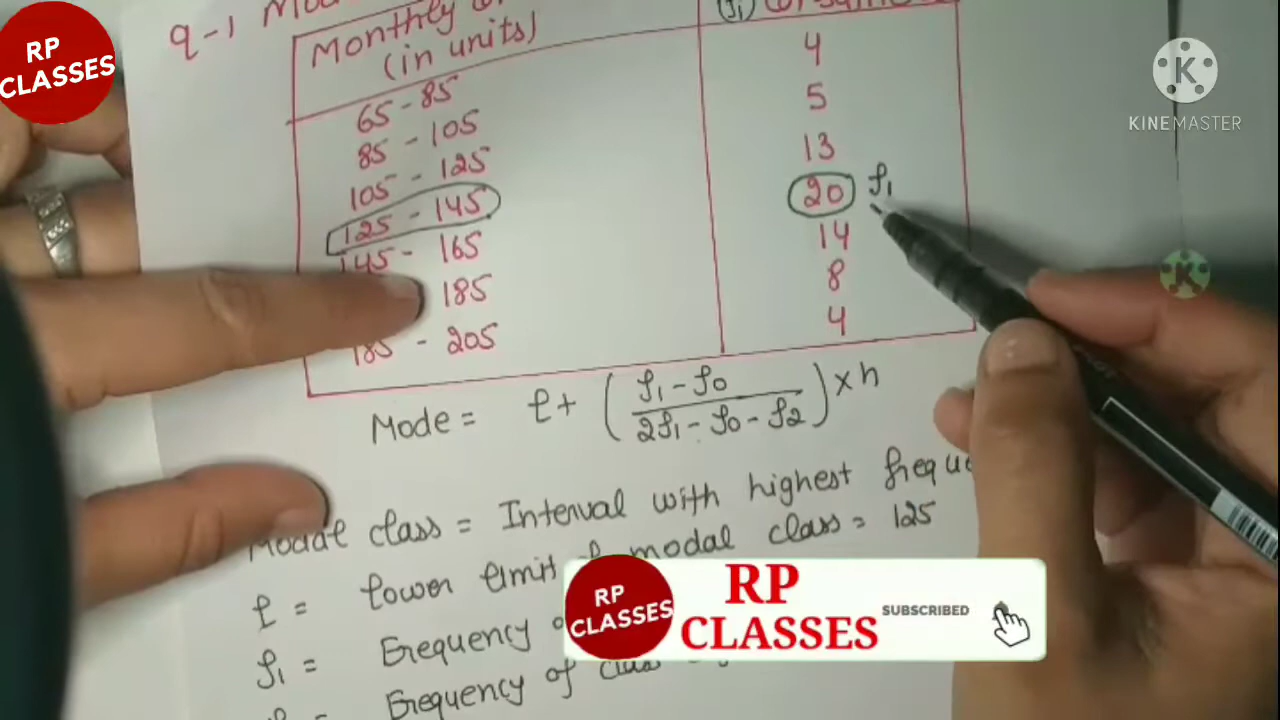 RP
CLASSES
q-1
Monthly
(in units)
(f1)
65 - 85 4
85 - 105 5
105 - 125 13
125 - 145 20 f1
145 - 165 14
185 8
185 - 205 4
Mode = l + ( f1 - f0 / 2f1 - f0 - f2 ) × h
Modal class = Interval with highest
l = lower limit modal class = 125
f1 = Frequency
Frequency of class
K
KINEMASTER
K
RP
CLASSES
RP
CLASSES
SUBSCRIBED